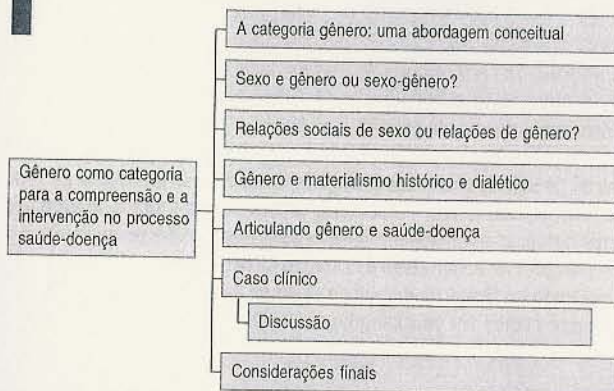 Gênero como categoria
para a compreensão e a
intervenção no processo
saúde-doença
A categoria gênero: uma abordagem conceitual
Sexo e gênero ou sexo-gênero?
Relações sociais de sexo ou relações de gênero?
Gênero e materialismo histórico e dialético
Articulando gênero e saúde-doença
Caso clínico
Discussão
Considerações finais